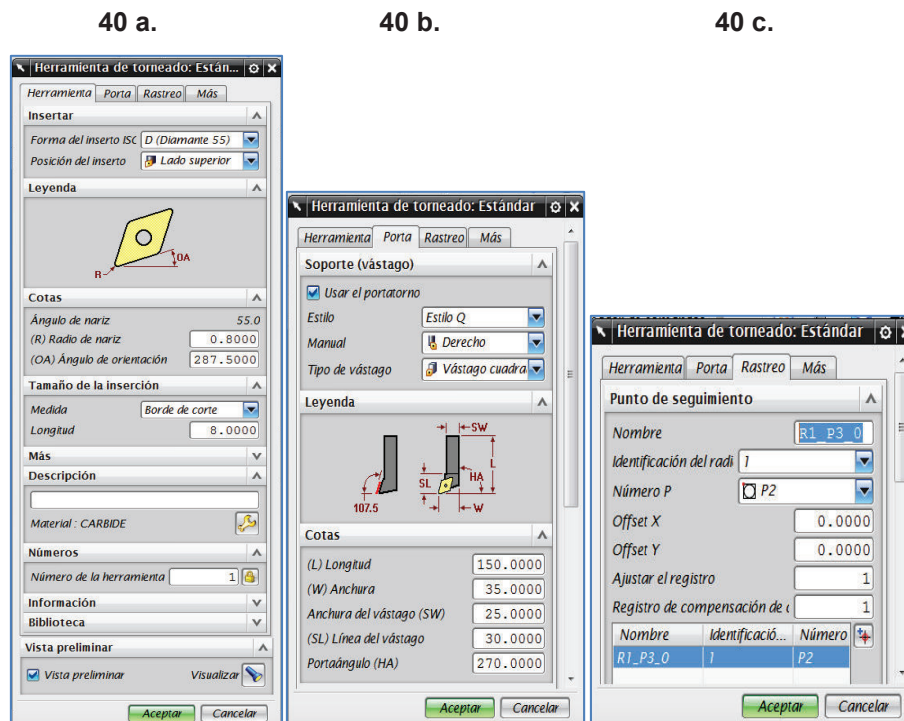 40 a.
40 b.
40 c.
Herramienta de torneado: Están...
Herramienta Porta Rastreo Más
Insertar
Forma del inserto ISC D (Diamante 55)
Posición del inserto Lado superior
Leyenda
R
OA
Cotas
Ángulo de nariz 55.0
(R) Radio de nariz 0.8000
(OA) Ángulo de orientación 287.5000
Tamaño de la inserción
Medida Borde de corte
Longitud 8.0000
Más
Descripción
Material : CARBIDE
Números
Número de la herramienta 1
Información
Biblioteca
Vista preliminar
Vista preliminar Visualizar
Aceptar Cancelar
Herramienta de torneado: Estándar
Herramienta Porta Rastreo Más
Soporte (vástago)
Usar el portatorno
Estilo Estilo Q
Manual Derecho
Tipo de vástago Vástago cuadra
Leyenda
SW
L
SL
HA
107.5
W
Cotas
(L) Longitud 150.0000
(W) Anchura 35.0000
Anchura del vástago (SW) 25.0000
(SL) Línea del vástago 30.0000
Portaángulo (HA) 270.0000
Aceptar Cancelar
Herramienta de torneado: Estándar
Herramienta Porta Rastreo Más
Punto de seguimiento
Nombre R1_P3_0
Identificación del radi 1
Número P P2
Offset X 0.0000
Offset Y 0.0000
Ajustar el registro 1
Registro de compensación de 1
Nombre Identificació... Número
R1_P3_0 1 P2
Aceptar Cancelar